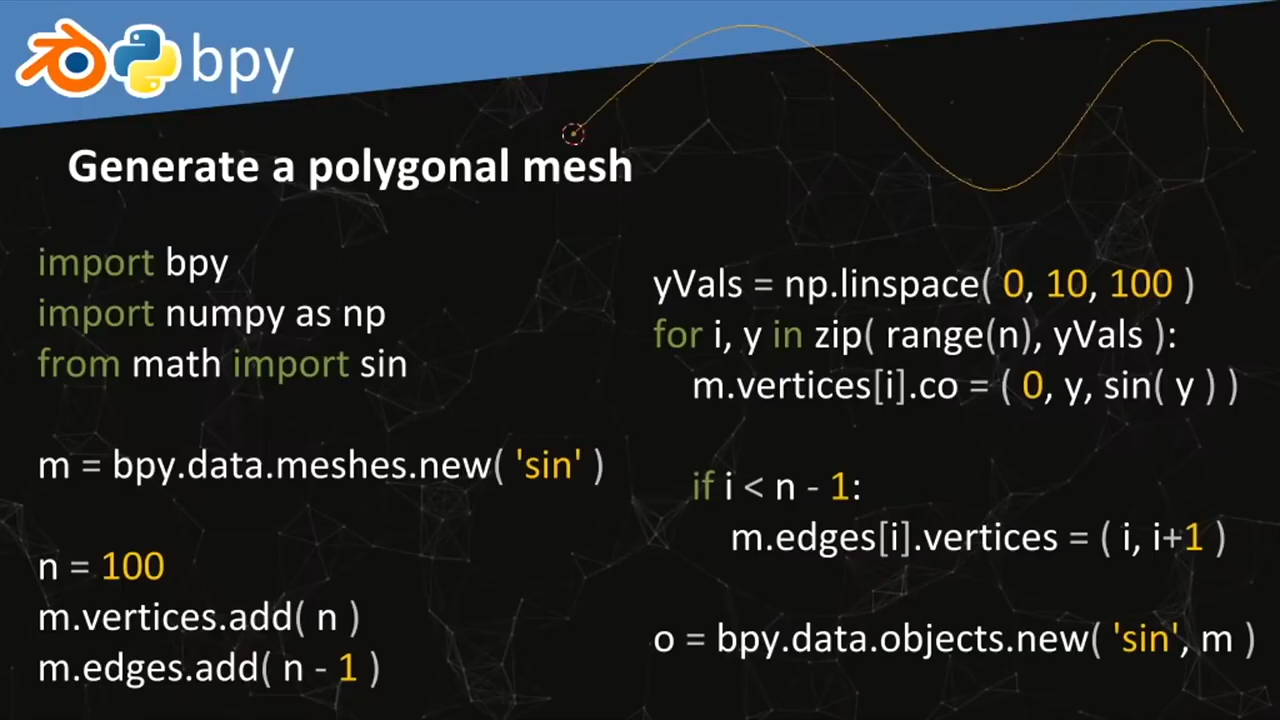 bpy
Generate a polygonal mesh
import bpy
import numpy as np
from math import sin
m = bpy.data.meshes.new( 'sin' )
n = 100
m.vertices.add( n )
m.edges.add( n - 1 )
yVals = np.linspace( 0, 10, 100 )
for i, y in zip( range(n), yVals ):
m.vertices[i].co = ( 0, y, sin( y ) )
if i < n - 1:
m.edges[i].vertices = ( i, i+1 )
o = bpy.data.objects.new( 'sin', m )